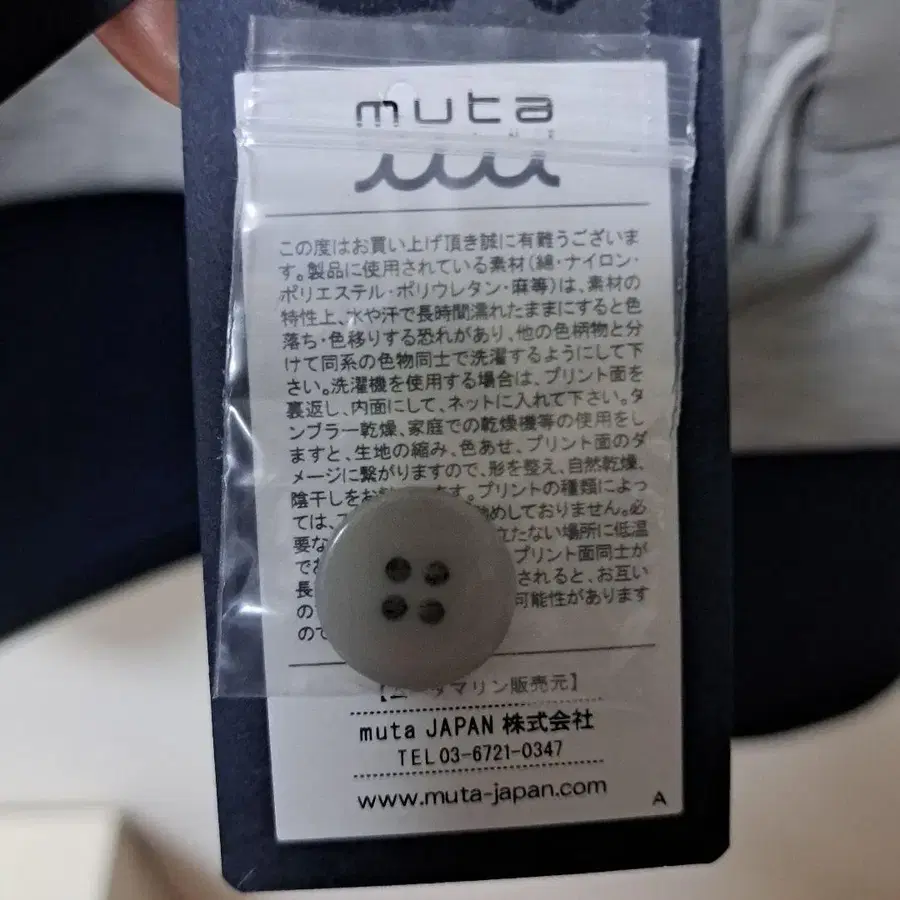 muta
この度はお買い上げ頂き誠に有難うございま
す。製品に使用されている素材(綿・ナイロン・
ポリエステル・ポリウレタン・麻等)は、素材の
特性上、水や汗で長時間濡れたままにすると色
落ち・色移りする恐れがあり、他の色柄物と分
けて同系の色物同士で洗濯するようにして下
さい。洗濯機を使用する場合は、プリント面を
裏返し、内面にして、ネットに入れて下さい。タ
ンブラー乾燥、家庭での乾燥機等の使用をし
ますと、生地の縮み、色あせ、プリント面のダ
メージに繋がりますので、形を整え、自然乾燥、
陰干しをお ます。プリントの種類によっ
ては、 めしておりません。必
要な れたない場所に低温
で プリント面同士が
長 されると、お互い
の 可能性があります
ので
マリン販売元】
muta JAPAN 株式会社
TEL 03-6721-0347
www.muta-japan.com
A